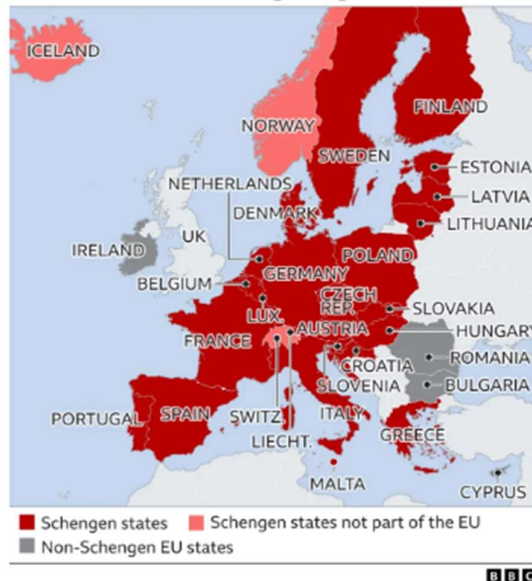 ICELAND
FINLAND
NORWAY
SWEDEN
ESTONIA
NETHERLANDS
LATVIA
DENMARK
LITHUANIA
UK
IRELAND
POLAND
GERMANY
BELGIUM
CZECH
REP.
LUX.
SLOVAKIA
AUSTRIA
HUNGARY
FRANCE
ROMANIA
CROATIA
SLOVENIA
BULGARIA
PORTUGAL
SPAIN
SWITZ.
ITALY
LIECHT.
GREECE
MALTA
CYPRUS
Schengen states
Schengen states not part of the EU
Non-Schengen EU states
BBC